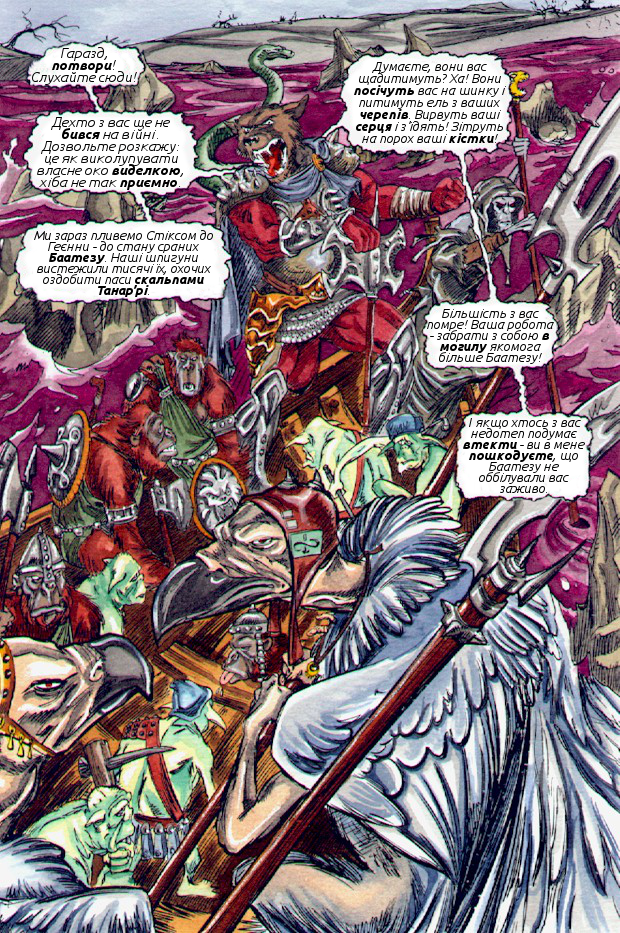 Гаразд,
потвори!
Слухайте сюди!
Дехто з вас ще не
бився на війні.
Дозвольте розкажу:
це як виколупувати
власне око виделкою,
хіба не так приємно.
Ми зараз пливемо Стіксом до
Геєнни - до стану сраних
Баатезу. Наші шпигуни
вистежили тисячі їх, охочих
оздобити паси скальпами
Танар'рі.
Думаєте, вони вас
щадитимуть? Ха! Вони
посічуть вас на шинку і
питимуть ель з ваших
черепів. Вирвуть ваші
серця і з'їдять! Зітруть
на порох ваші кістки!
Більшість з вас
помре! Ваша робота
- забрати з собою в
могилу якомога
більше Баатезу!
І якщо хтось з вас
недотеп подумає
втекти - ви в мене
пошкодуєте, що
Баатезу не
оббілували вас
заживо.